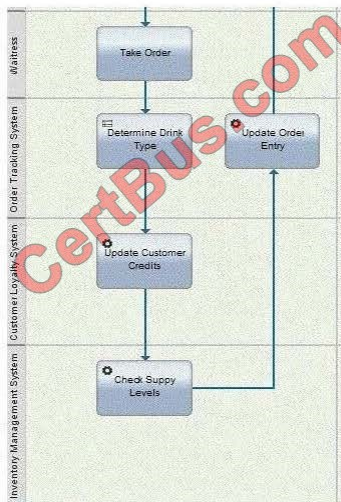 Waitress
Take Order
Order Tracking System
Determine Drink
Type
Update Order
Entry
Customer Loyalty System
Update Customer
Credits
Inventory Management System
Check Suppy
Levels
CertBus.com